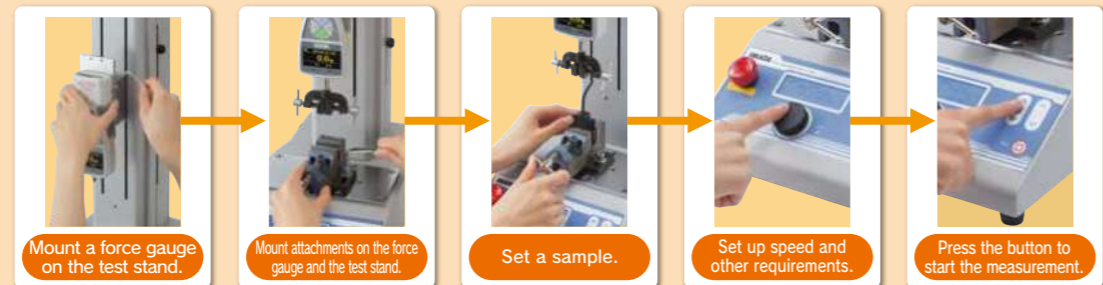 Mount a force gauge
on the test stand.
Mount attachments on the force
gauge and the test stand.
Set a sample.
Set up speed and
other requirements.
Press the button to
start the measurement.